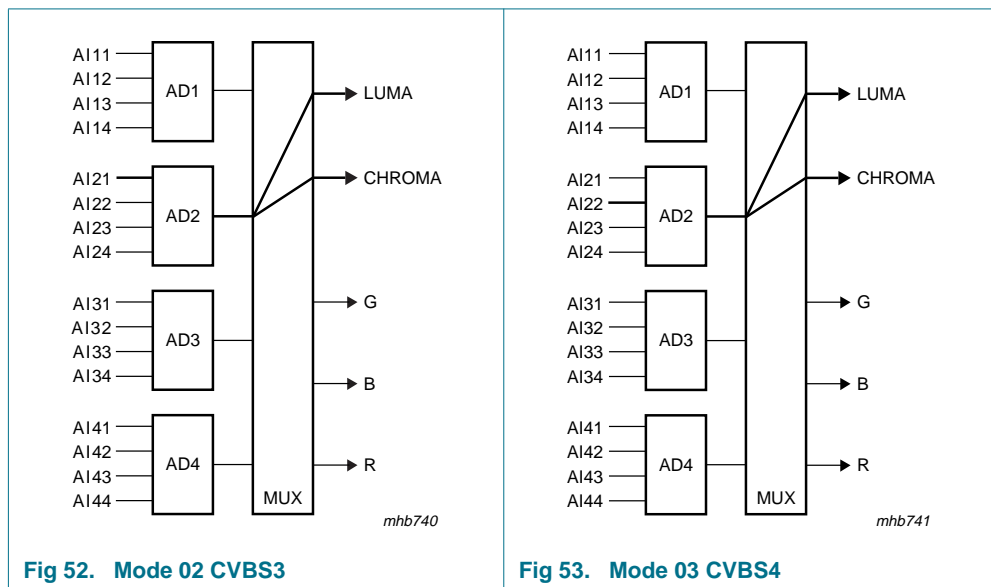 AI11
AI12
AI13
AI14
AD1
LUMA
AI21
AI22
AI23
AI24
AD2
CHROMA
AI31
AI32
AI33
AI34
AD3
G
B
AI41
AI42
AI43
AI44
AD4
R
MUX
mhb740
Fig 52. Mode 02 CVBS3
AI11
AI12
AI13
AI14
AD1
LUMA
AI21
AI22
AI23
AI24
AD2
CHROMA
AI31
AI32
AI33
AI34
AD3
G
B
AI41
AI42
AI43
AI44
AD4
R
MUX
mhb741
Fig 53. Mode 03 CVBS4